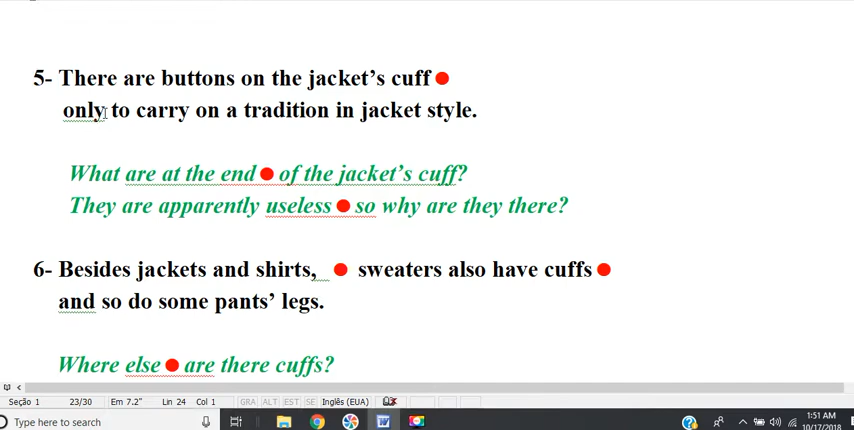 5- There are buttons on the jacket’s cuff
only to carry on a tradition in jacket style.
What are at the end of the jacket’s cuff?
They are apparently useless so why are they there?
6- Besides jackets and shirts, sweaters also have cuffs
and so do some pants’ legs.
Where else are there cuffs?
Seção 1 23/30 Em 7.2" Lin 24 Col 1 GRA ALT EST SE Inglês (EUA)
Type here to search
1:51 AM
10/17/2018